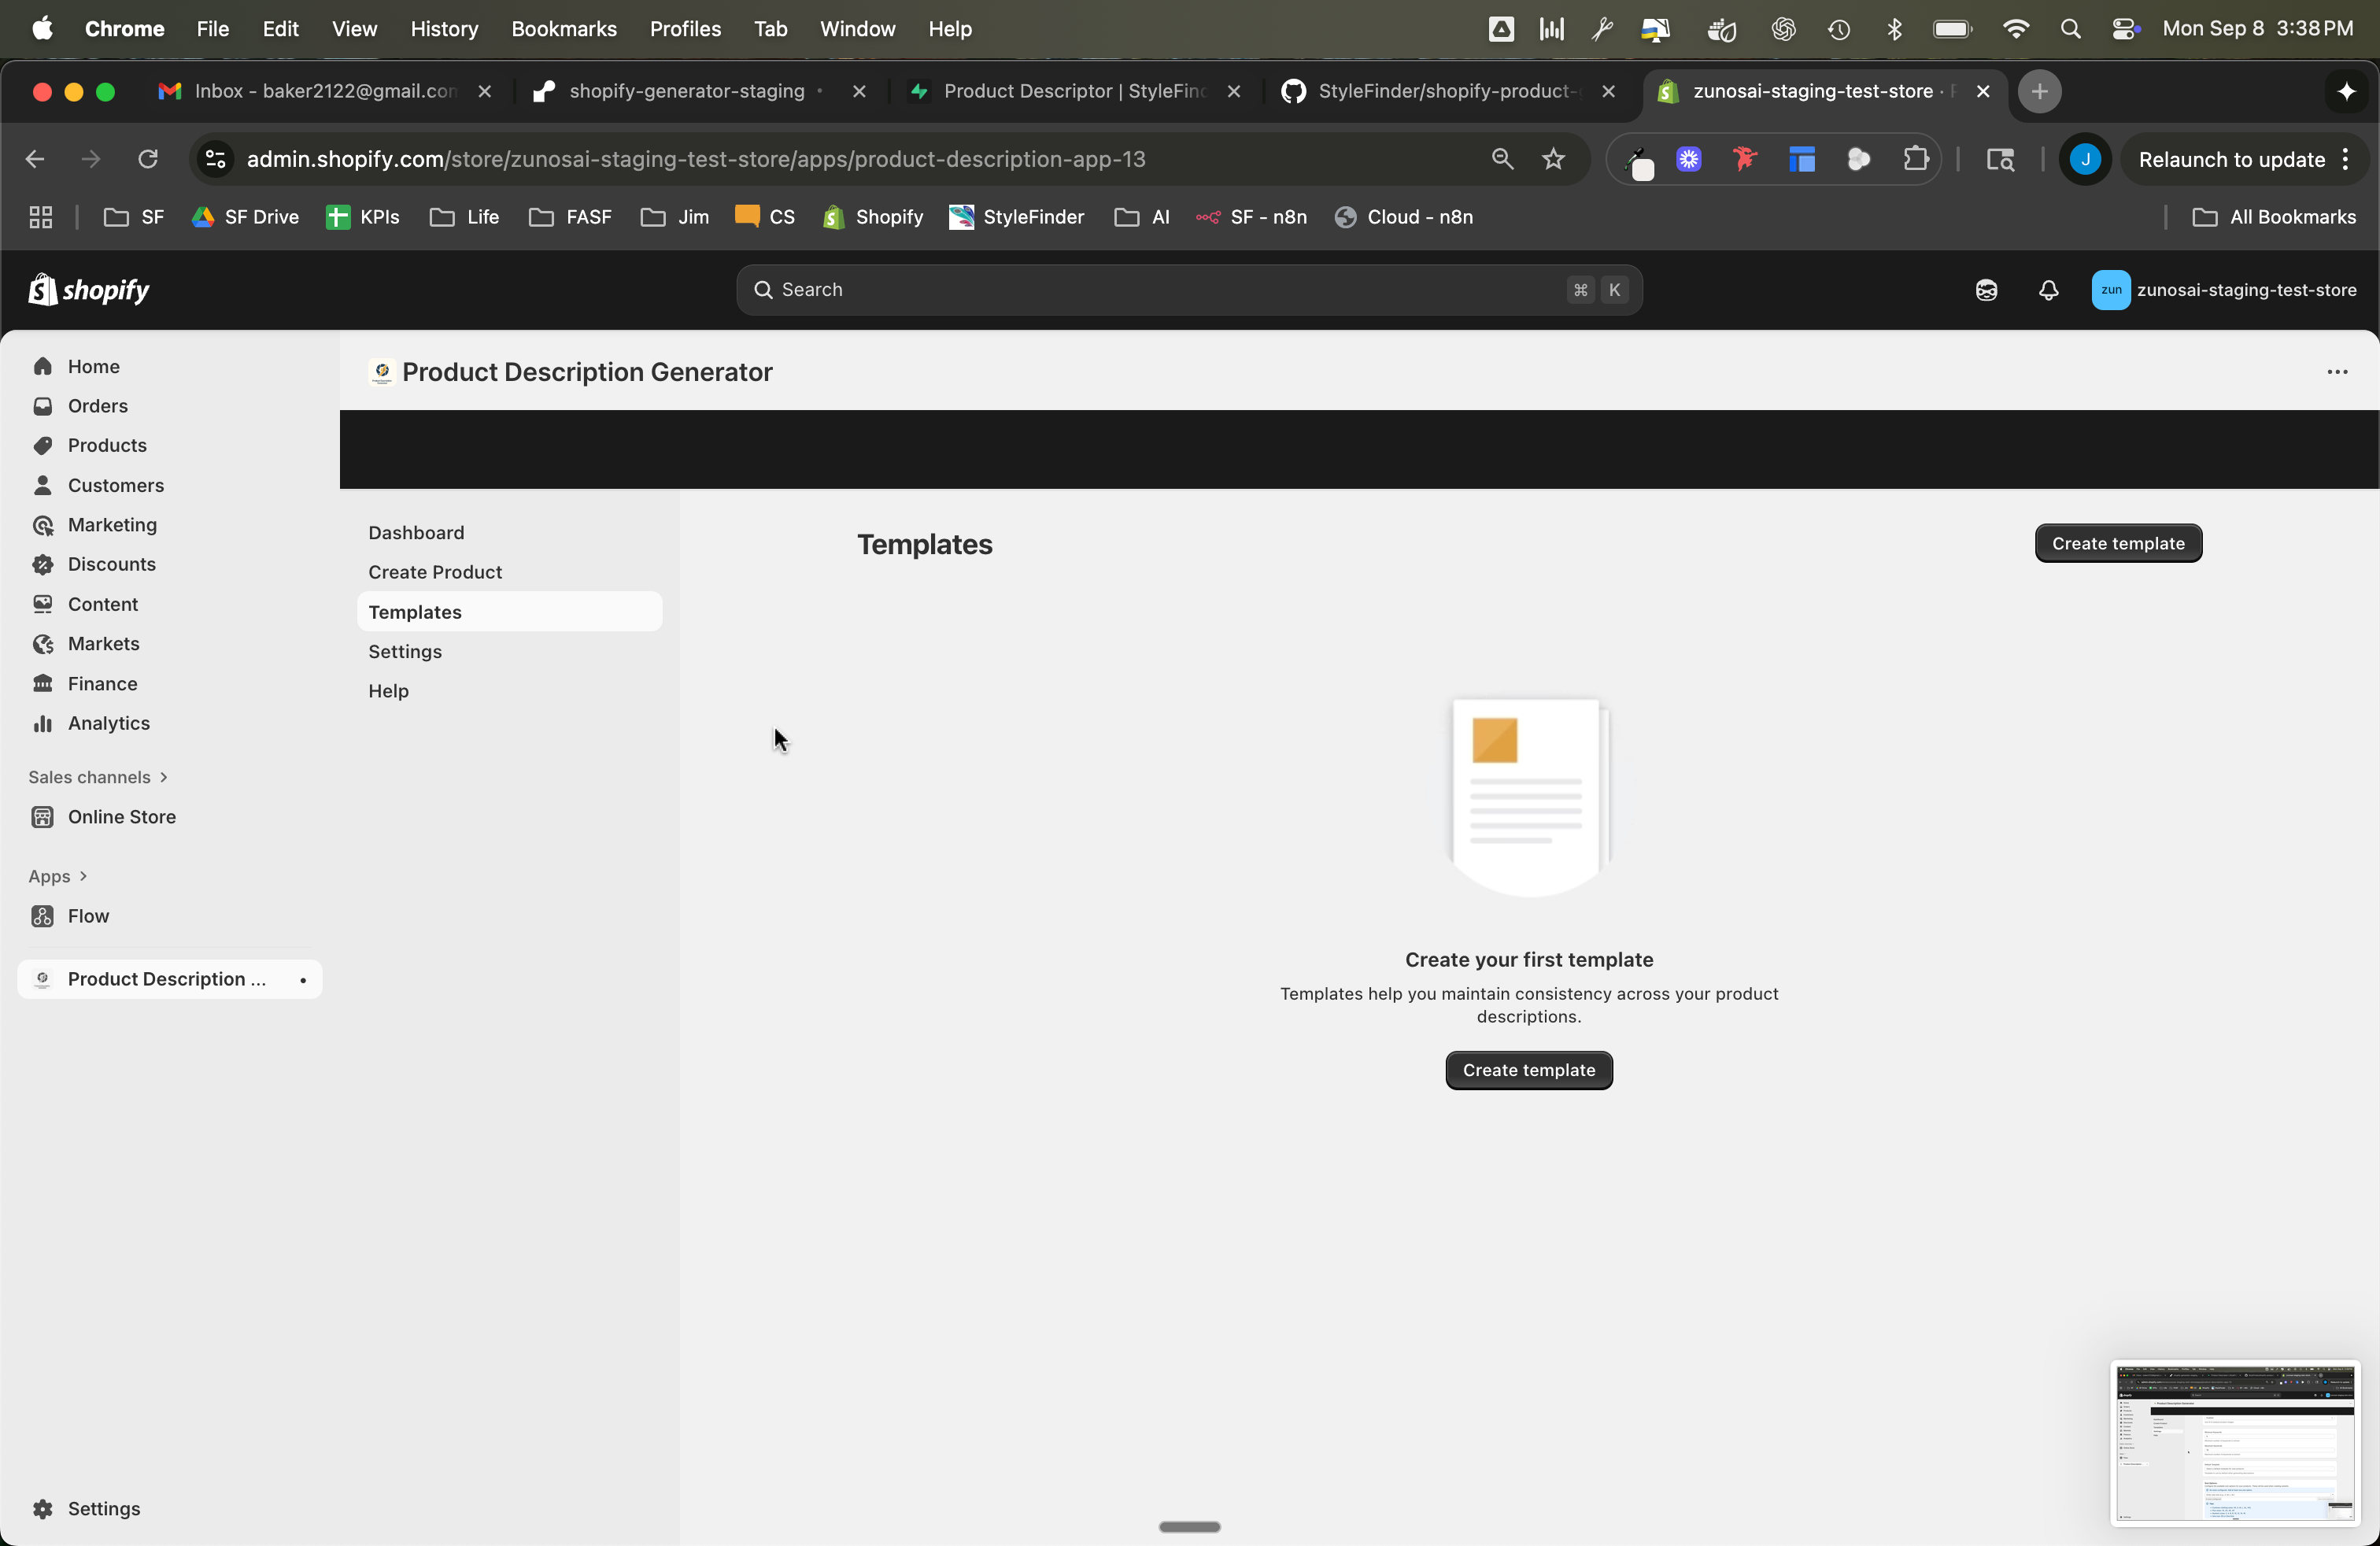 Chrome File Edit View History Bookmarks Profiles Tab Window Help Mon Sep 8 3:38 PM
Inbox - baker2122@gmail.com shopify-generator-staging Product Descriptor | StyleFin StyleFinder/shopify-product- zunosai-staging-test-store ·
admin.shopify.com/store/zunosai-staging-test-store/apps/product-description-app-13 J Relaunch to update
SF SF Drive KPIs Life FASF Jim CS Shopify StyleFinder AI SF - n8n Cloud - n8n All Bookmarks
shopify Search ⌘ K zun zunosai-staging-test-store
Home
Orders
Products
Customers
Marketing
Discounts
Content
Markets
Finance
Analytics
Sales channels
Online Store
Apps
Flow
Product Description ...
Settings
Product Description Generator
Dashboard
Create Product
Templates
Settings
Help
Templates
Create template
Create your first template
Templates help you maintain consistency across your product
descriptions.
Create template